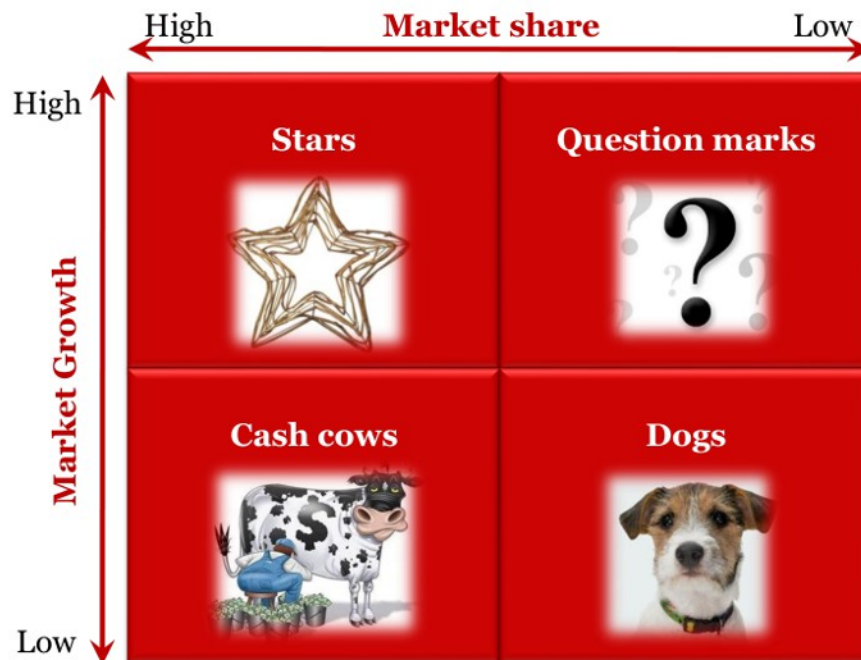 High Market share Low
High
Stars Question marks
Market Growth
Cash cows Dogs
S
Low